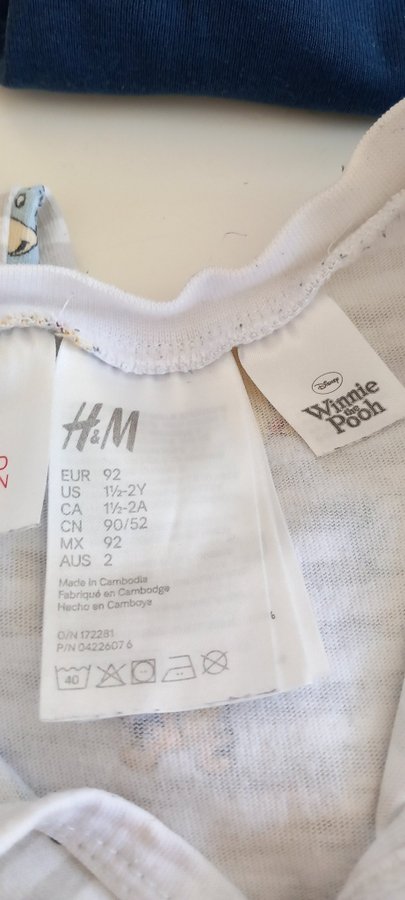 H&M
EUR 92
US 1½-2Y
CA 1½-2A
CN 90/52
MX 92
AUS 2
Made in Cambodia
Fabriqué en Cambodge
Hecho en Camboya
O/N 172281
P/N 0422607 6
40
6
Disney
Winnie
the
Pooh
N